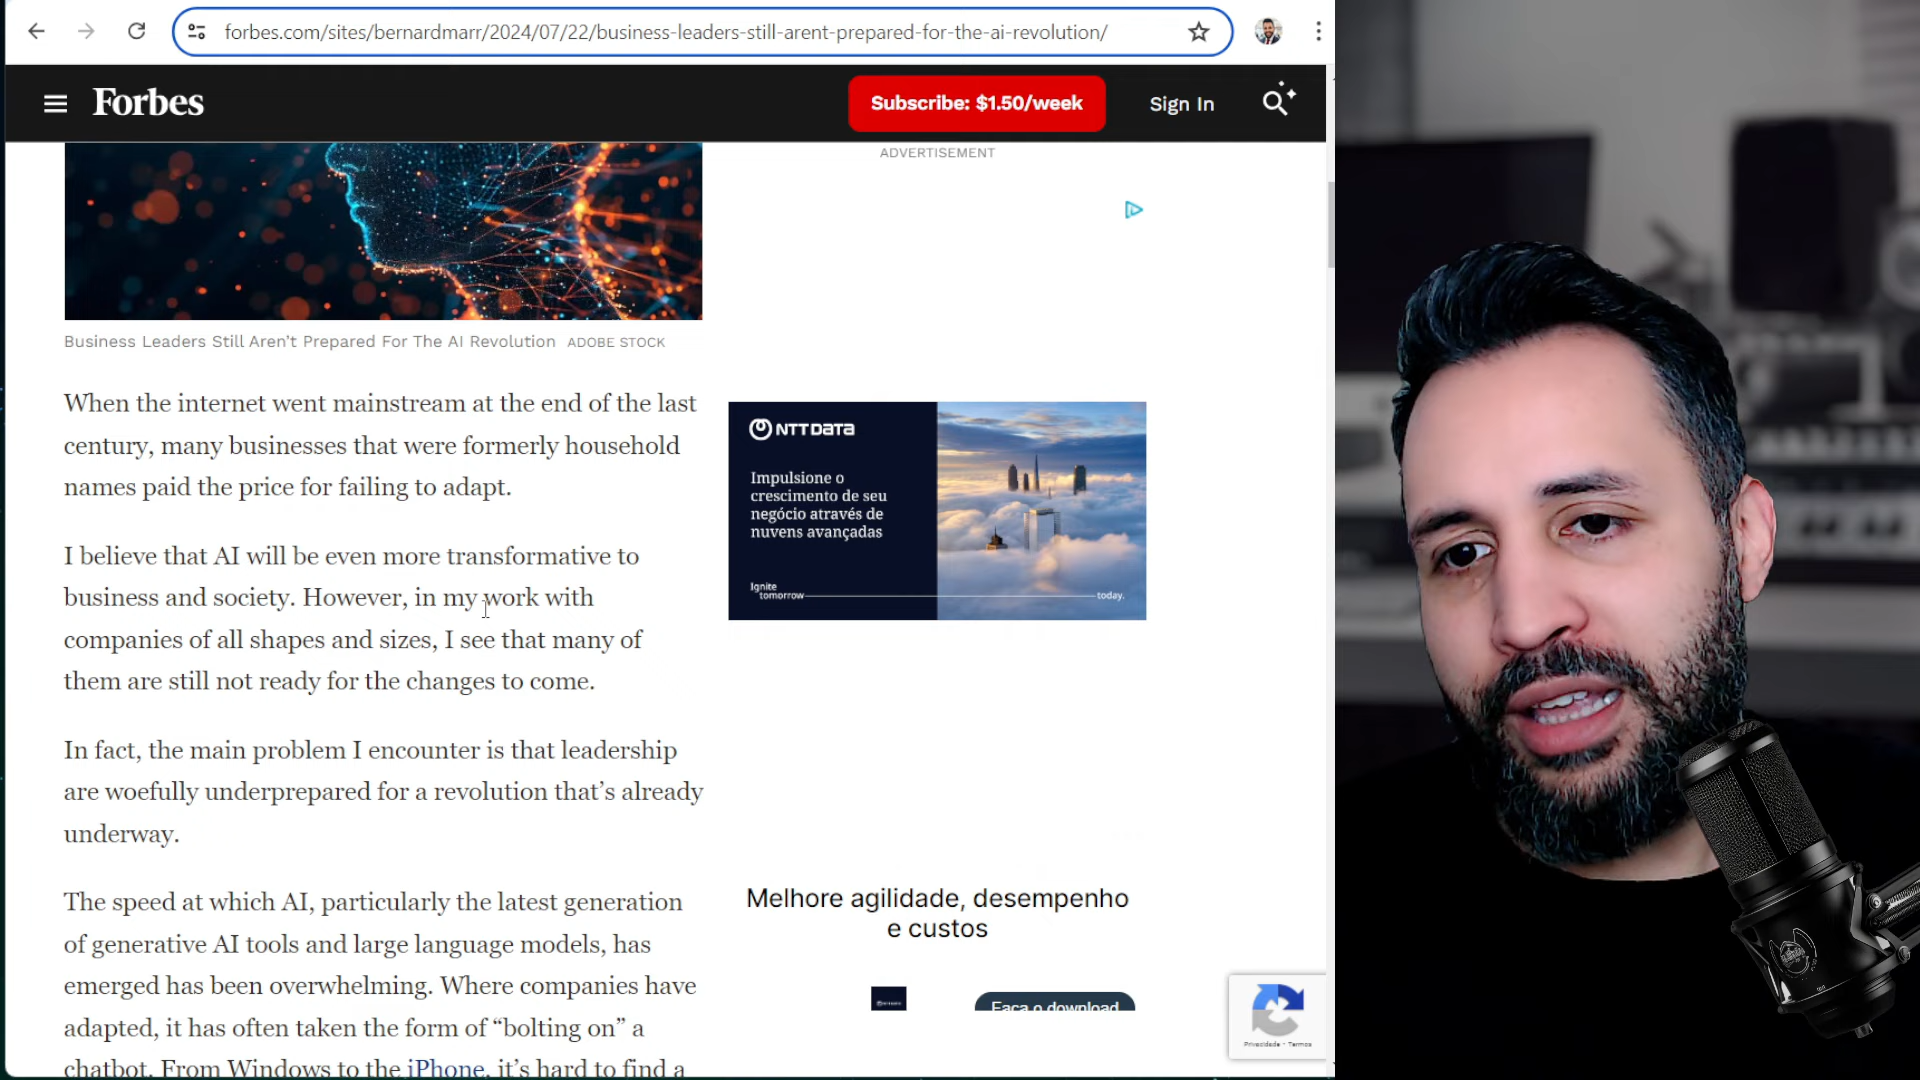 forbes.com/sites/bernardmarr/2024/07/22/business-leaders-still-arent-prepared-for-the-ai-revolution/
Forbes
Subscribe: $1.50/week
Sign In
ADVERTISEMENT
Business Leaders Still Aren't Prepared For The AI Revolution ADOBE STOCK
When the internet went mainstream at the end of the last
century, many businesses that were formerly household
names paid the price for failing to adapt.
I believe that AI will be even more transformative to
business and society. However, in my work with
companies of all shapes and sizes, I see that many of
them are still not ready for the changes to come.
In fact, the main problem I encounter is that leadership
are woefully underprepared for a revolution that’s already
underway.
The speed at which AI, particularly the latest generation
of generative AI tools and large language models, has
emerged has been overwhelming. Where companies have
adapted, it has often taken the form of “bolting on” a
chatbot. From Windows to the iPhone, it’s hard to find a
NTT DATA
Impulsione o
crescimento de seu
negócio através de
nuvens avançadas
Ignite
tomorrow
today.
Melhore agilidade, desempenho
e custos
Faça o download
Privacidade - Termos